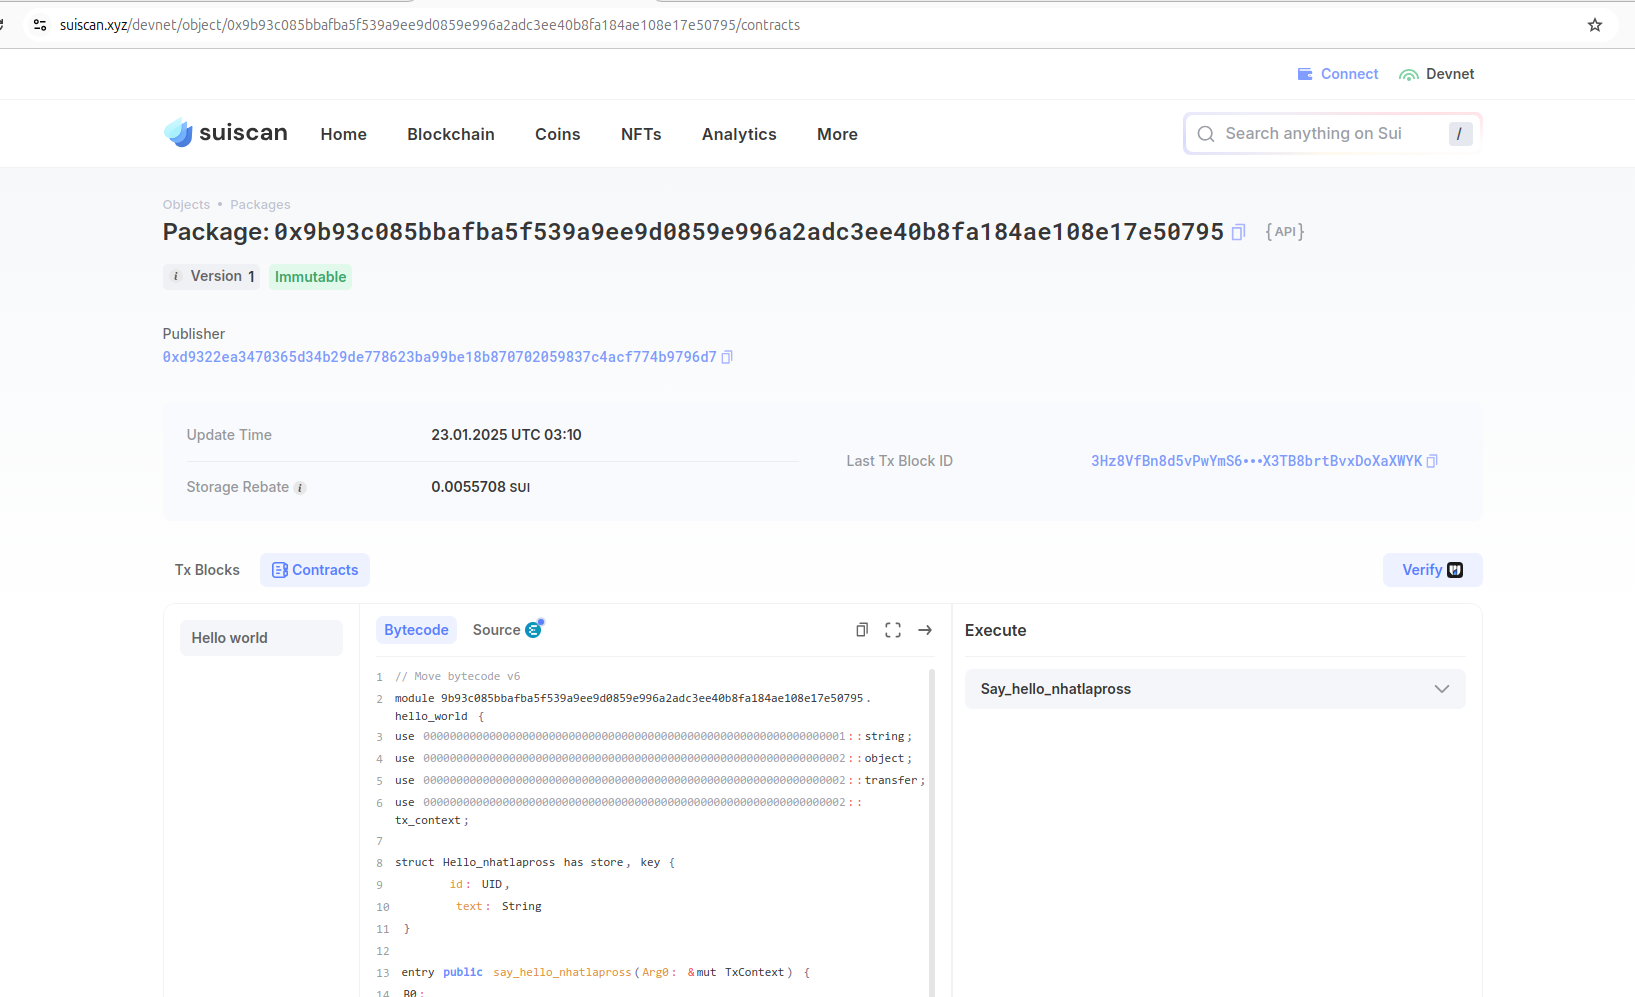 suiscan.xyz/devnet/object/0x9b93c085bbafba5f539a9ee9d0859e996a2adc3ee40b8fa184ae108e17e50795/contracts
Connect Devnet
suiscan Home Blockchain Coins NFTs Analytics More Search anything on Sui /
Objects • Packages
Package: 0x9b93c085bbafba5f539a9ee9d0859e996a2adc3ee40b8fa184ae108e17e50795 {API}
i Version 1 Immutable
Publisher
0xd9322ea3470365d34b29de778623ba99be18b870702059837c4acf774b9796d7
Update Time 23.01.2025 UTC 03:10
Last Tx Block ID 3Hz8VfBn8d5vPwYmS6•••X3TB8brtBvxDoXaXWYK
Storage Rebate i 0.0055708 SUI
Tx Blocks Contracts Verify
Hello world
Bytecode Source
Execute
Say_hello_nhatlapross
1 // Move bytecode v6
2 module 9b93c085bbafba5f539a9ee9d0859e996a2adc3ee40b8fa184ae108e17e50795.
hello_world {
3 use 0000000000000000000000000000000000000000000000000000000000000001::string;
4 use 0000000000000000000000000000000000000000000000000000000000000002::object;
5 use 0000000000000000000000000000000000000000000000000000000000000002::transfer;
6 use 0000000000000000000000000000000000000000000000000000000000000002::
tx_context;
7
8 struct Hello_nhatlapross has store, key {
9 id: UID,
10 text: String
11 }
12
13 entry public say_hello_nhatlapross(Arg0: &mut TxContext) {
14 B0: